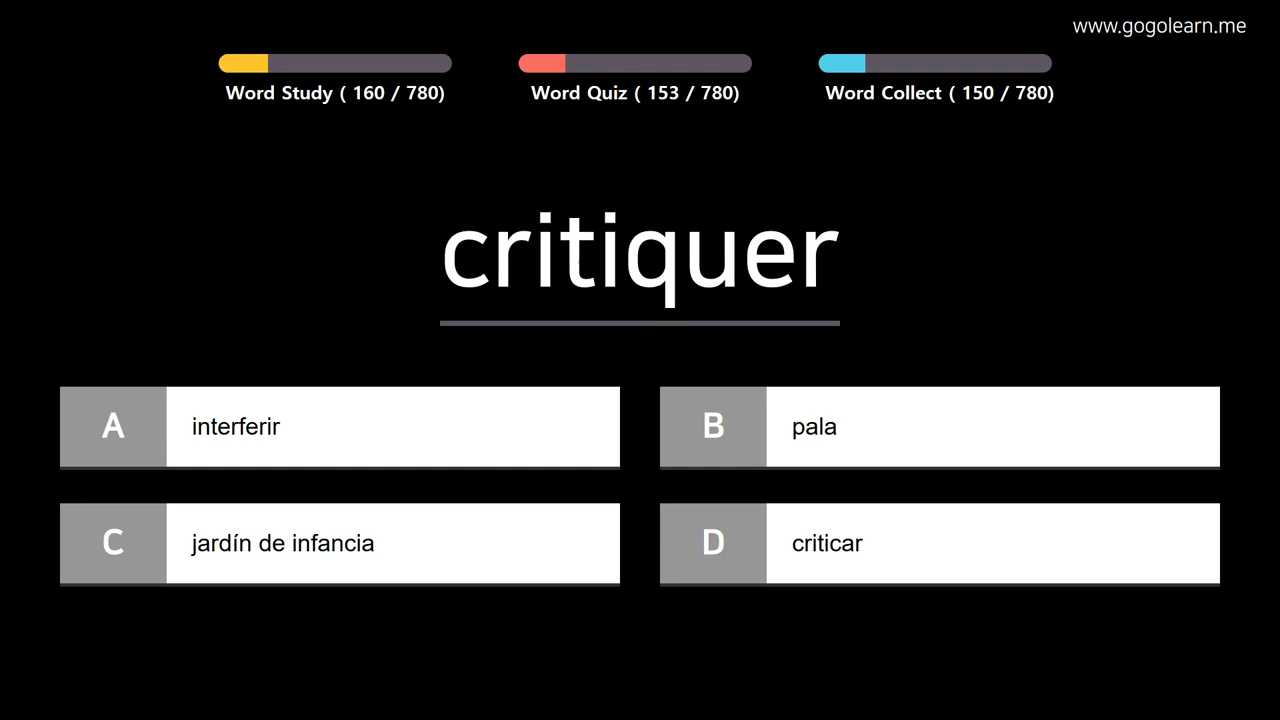 www.gogolearn.me
Word Study ( 160 / 780)
Word Quiz ( 153 / 780)
Word Collect ( 150 / 780)
critiquer
A interferir
B pala
C jardín de infancia
D criticar